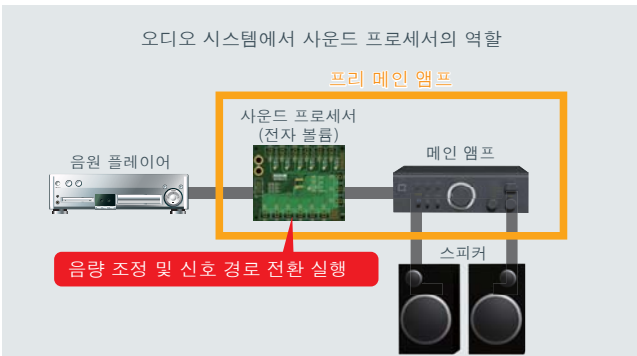 오디오 시스템에서 사운드 프로세서의 역할
프리 메인 앰프
사운드 프로세서
(전자 볼륨)
음원 플레이어
메인 앰프
음량 조정 및 신호 경로 전환 실행
스피커